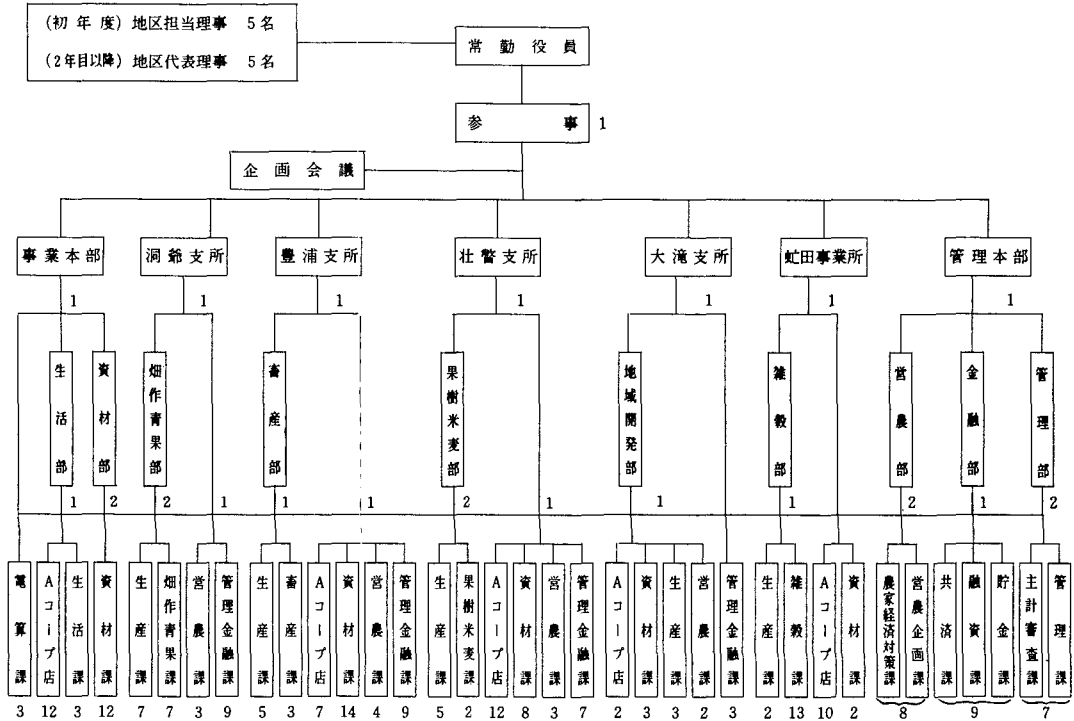 (初年度) 地区担当理事 5名
(2年目以降) 地区代表理事 5名
常勤役員
参事 1
企画会議
事業本部 洞爺支所 豊浦支所 壮瞥支所 大滝支所 虻田事業所 管理本部
1 1 1 1 1 1 1
生活部 資材部 畑作青果部 畜産部 果樹米麦部 地域開発部 雑穀部 営農部 金融部 管理部
1 2 2 1 1 1 2 1 1 1 2 1 2
電算課 Aコープ店 生活課 資材課 生産課 畑作青果課 営農課 管理金融課 生産課 畜産課 Aコープ店 資材課 営農課 管理金融課 生産課 果樹米麦課 Aコープ店 資材課 営農課 管理金融課 Aコープ店 資材課 生産課 営農課 管理金融課 生産課 雑穀課 Aコープ店 資材課 農家経済対策課 営農企画課 共済課 融資課 貯金課 主計審査課 管理課
3 12 3 12 7 7 3 9 5 3 7 14 4 9 5 2 12 8 3 7 2 3 3 2 3 2 13 10 2 8 9 7